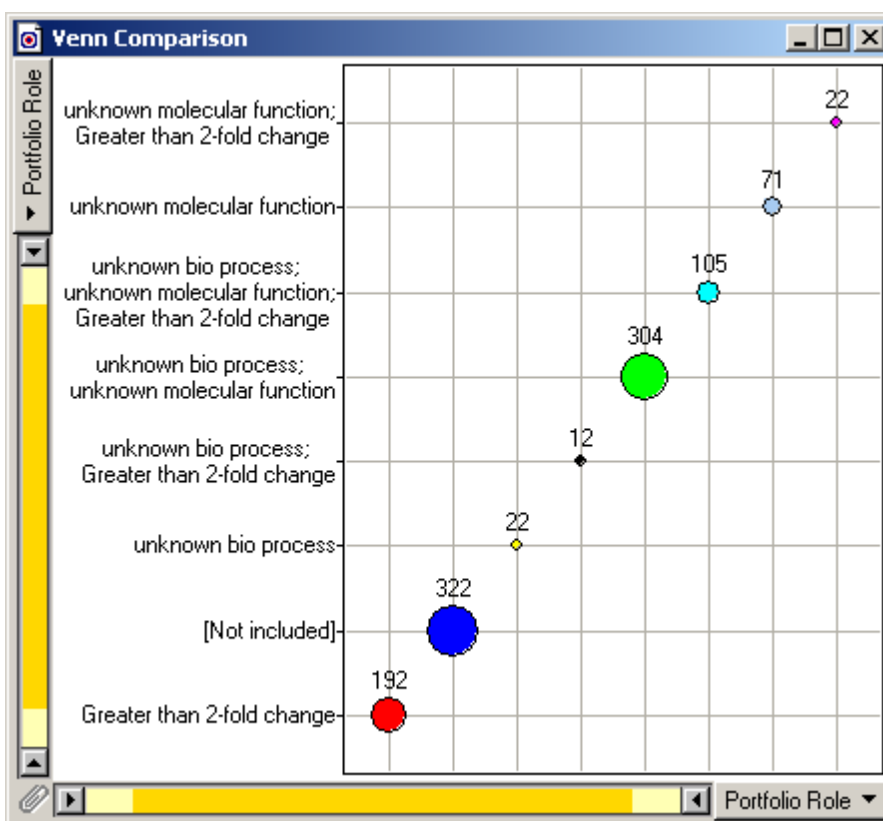 Venn Comparison
Portfolio Role
22
unknown molecular function;
Greater than 2-fold change
71
unknown molecular function
105
unknown bio process;
unknown molecular function;
Greater than 2-fold change
304
unknown bio process;
unknown molecular function
12
unknown bio process;
Greater than 2-fold change
22
unknown bio process
322
[Not included]
192
Greater than 2-fold change
Portfolio Role